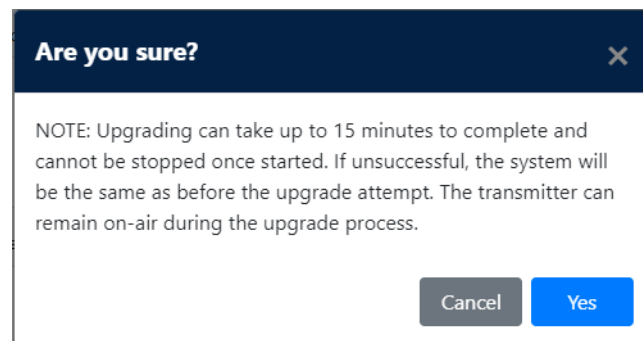 Are you sure?
×
NOTE: Upgrading can take up to 15 minutes to complete and
cannot be stopped once started. If unsuccessful, the system will
be the same as before the upgrade attempt. The transmitter can
remain on-air during the upgrade process.
Cancel Yes